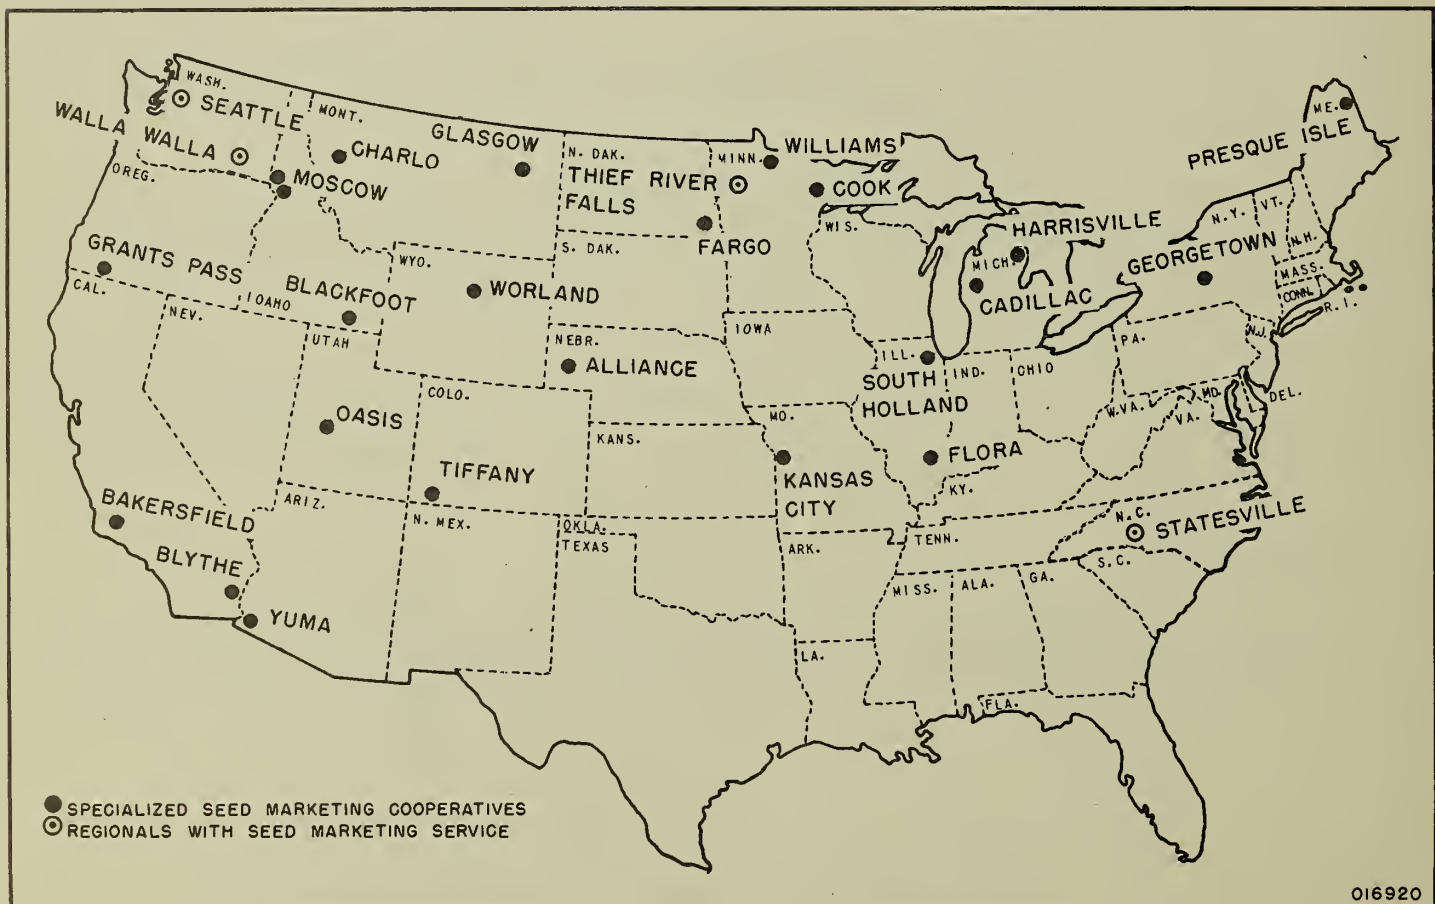 WASH.
SEATTLE
WALLA WALLA
MONT.
GLASGOW
CHARLO
MOSCOW
OREG.
N. DAK.
MINN.
WILLIAMS
THIEF RIVER
FALLS
COOK
FARGO
S. DAK.
WIS.
HARRISVILLE
MICH.
CADILLAC
ME.
PRESQUE ISLE
N.Y.
VT.
N.H.
MASS.
CONN.
R.I.
GEORGETOWN
GRANTS PASS
CAL.
NEV.
IOAHO
BLACKFOOT
WYO.
WORLAND
UTAH
NEBR.
ALLIANCE
IOWA
ILL.
SOUTH
HOLLAND
IND.
OHIO
PA.
N.J.
MD.
DEL.
W.VA.
VA.
OASIS
COLO.
TIFFANY
KANS.
MO.
KANSAS
CITY
FLORA
KY.
BAKERSFIELD
BLYTHE
YUMA
ARIZ.
N. MEX.
OKLA.
TEXAS
ARK.
TENN.
N.C.
STATESVILLE
S.C.
MISS.
ALA.
GA.
LA.
FLA.
SPECIALIZED SEED MARKETING COOPERATIVES
REGIONALS WITH SEED MARKETING SERVICE
016920